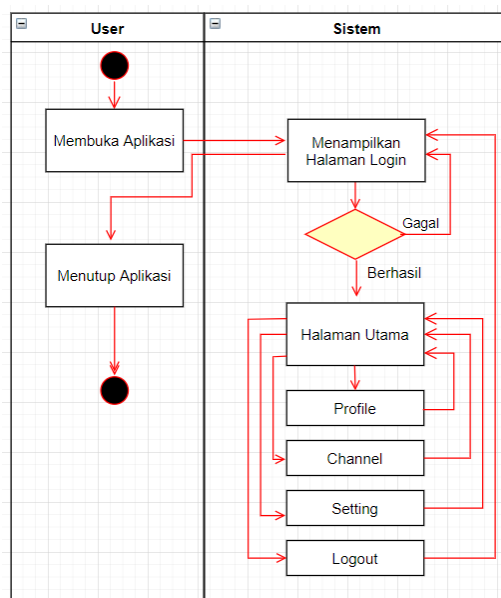 User
Sistem
Membuka Aplikasi
Menampilkan
Halaman Login
Gagal
Menutup Aplikasi
Berhasil
Halaman Utama
Profile
Channel
Setting
Logout